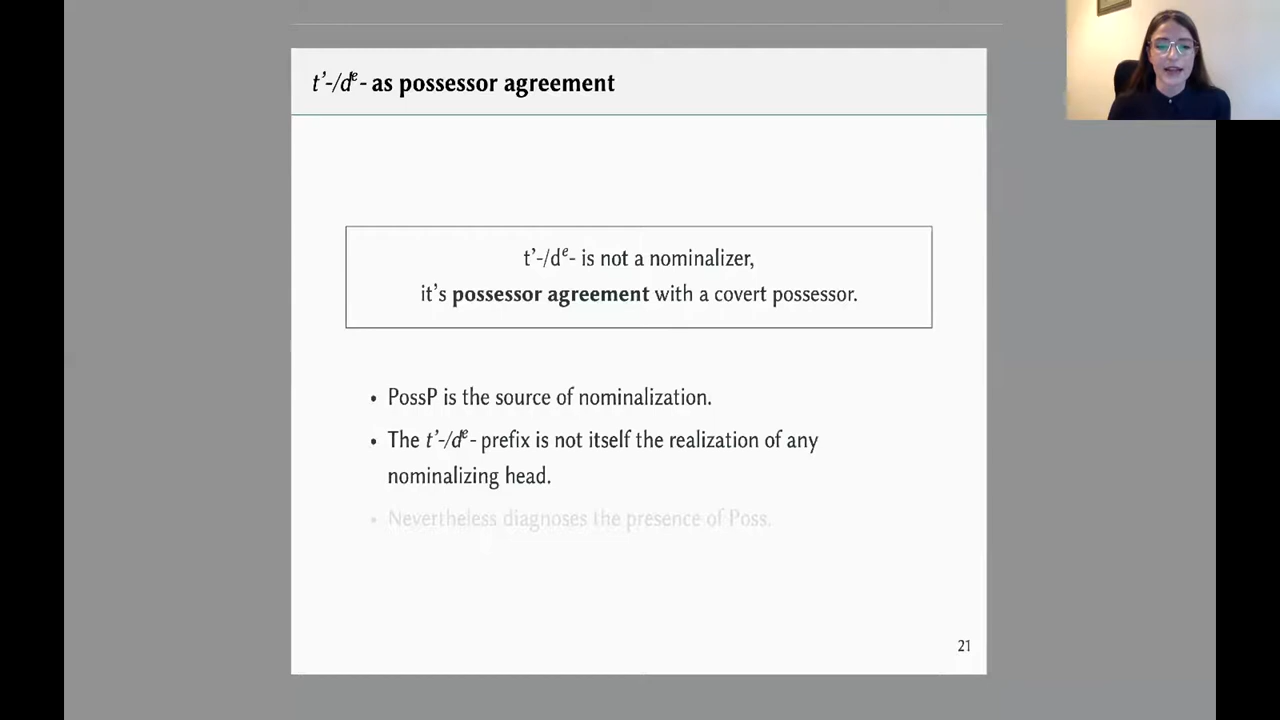 t’-/dᵉ- as possessor agreement
t’-/dᵉ- is not a nominalizer,
it’s possessor agreement with a covert possessor.
• PossP is the source of nominalization.
• The t’-/dᵉ- prefix is not itself the realization of any
nominalizing head.
• Nevertheless diagnoses the presence of Poss.
21